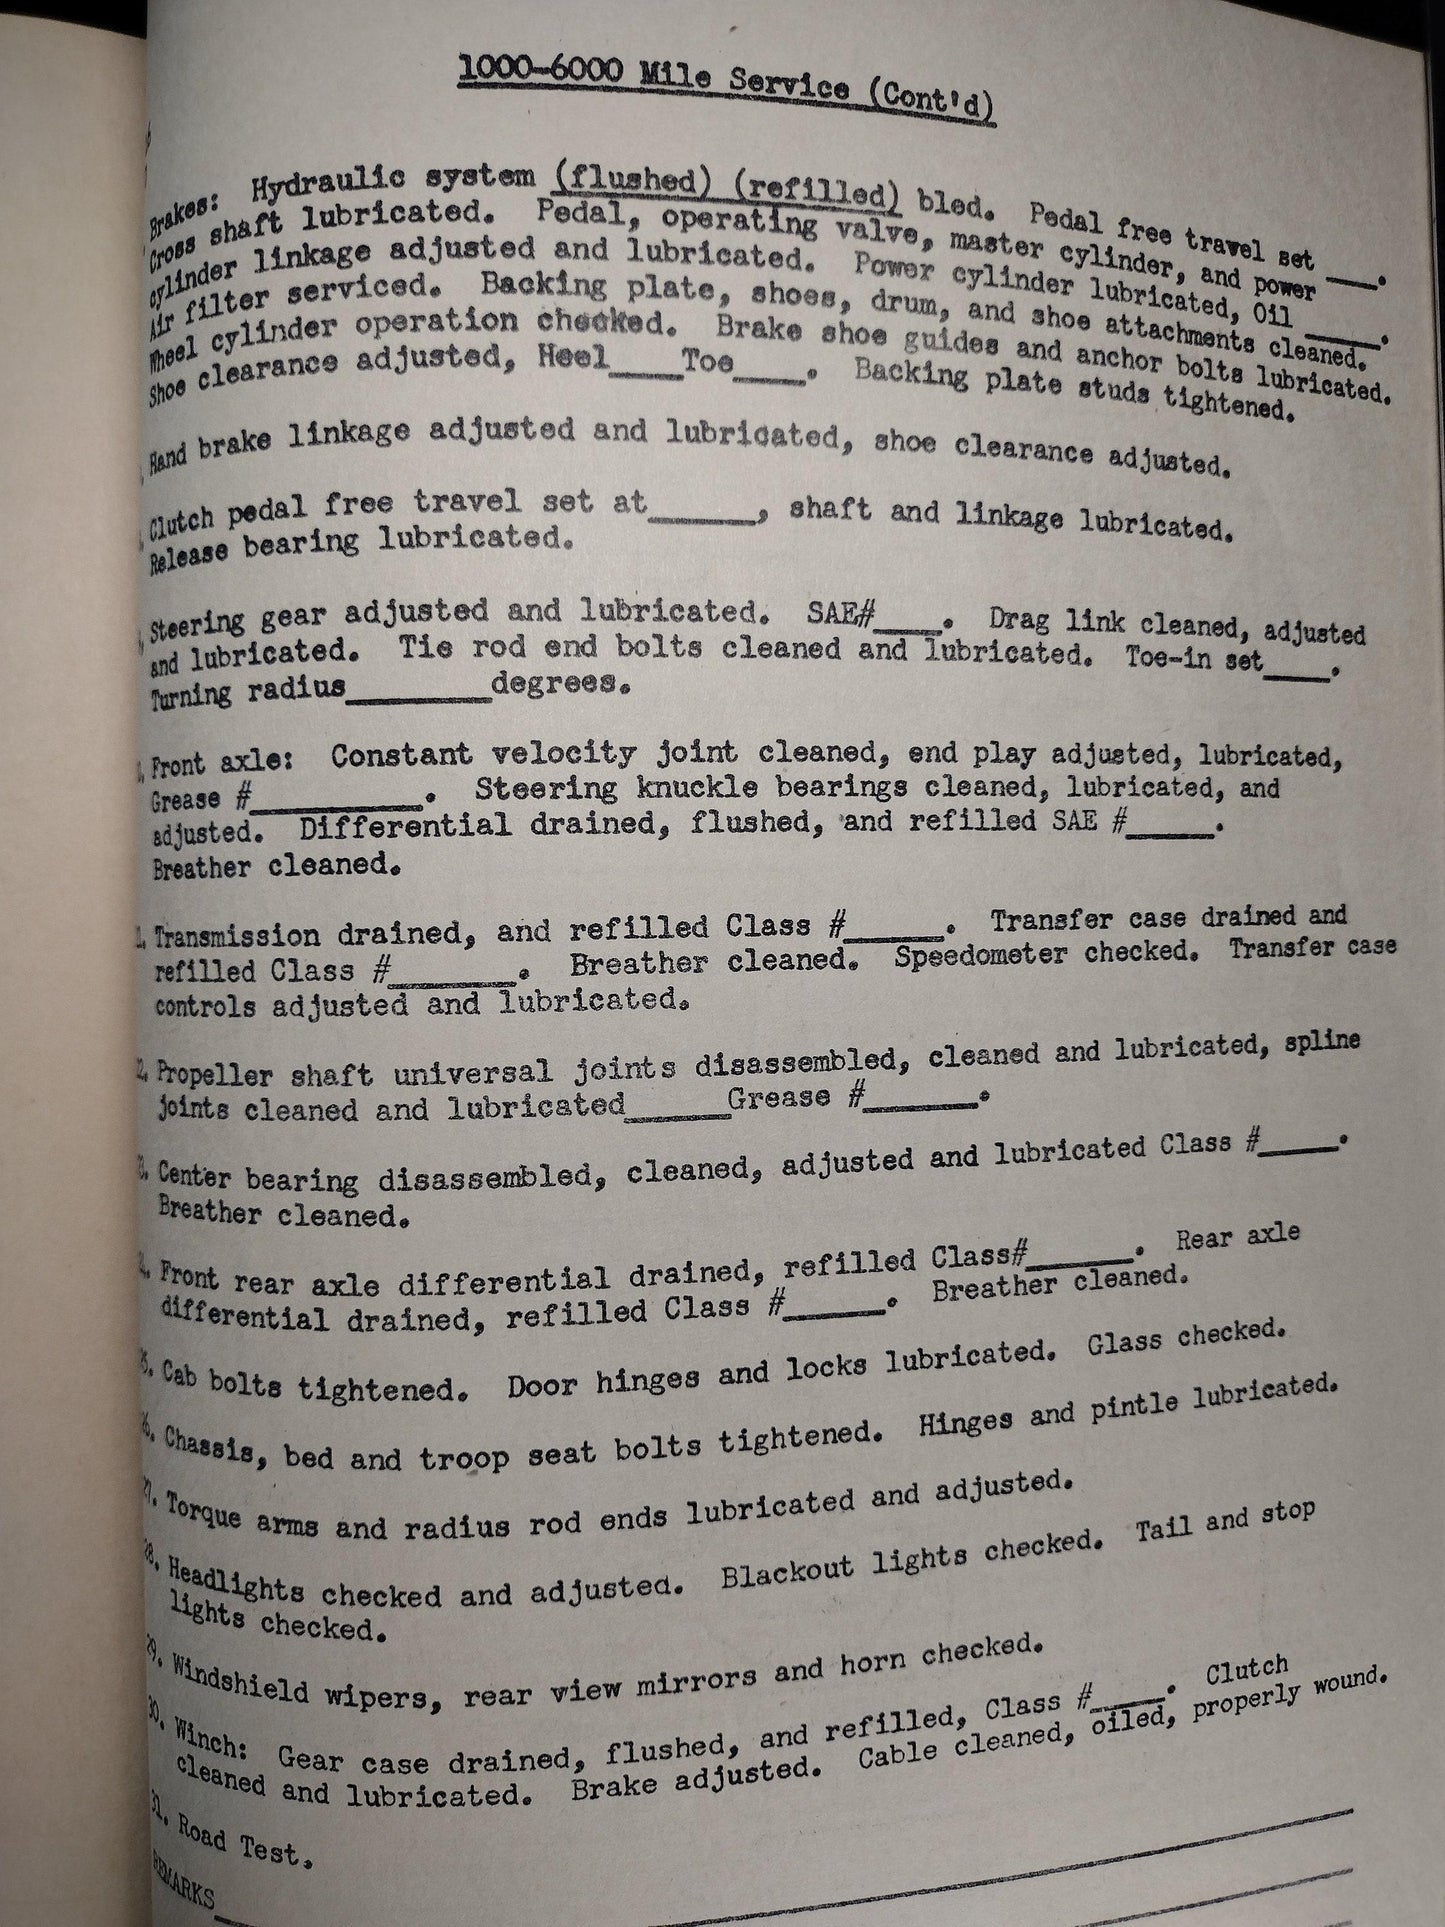 1000-6000 Mile Service (Cont'd)
Brakes: Hydraulic system (flushed) (refilled) bled. Pedal free travel set ____.
Cross shaft lubricated. Pedal, operating valve, master cylinder, and power
cylinder linkage adjusted and lubricated. Power cylinder lubricated, Oil ____.
Air filter serviced. Backing plate, shoes, drum, and shoe attachments cleaned.
Wheel cylinder operation checked. Brake shoe guides and anchor bolts lubricated.
Shoe clearance adjusted, Heel____Toe____. Backing plate studs tightened.
Hand brake linkage adjusted and lubricated, shoe clearance adjusted.
Clutch pedal free travel set at______, shaft and linkage lubricated.
Release bearing lubricated.
Steering gear adjusted and lubricated. SAE#____. Drag link cleaned, adjusted
and lubricated. Tie rod end bolts cleaned and lubricated. Toe-in set____.
Turning radius________degrees.
Front axle: Constant velocity joint cleaned, end play adjusted, lubricated,
Grease #__________. Steering knuckle bearings cleaned, lubricated, and
adjusted. Differential drained, flushed, and refilled SAE #_____.
Breather cleaned.
1. Transmission drained, and refilled Class #______. Transfer case drained and
refilled Class #_______. Breather cleaned. Speedometer checked. Transfer case
controls adjusted and lubricated.
2. Propeller shaft universal joints disassembled, cleaned and lubricated, spline
joints cleaned and lubricated______Grease #_______.
3. Center bearing disassembled, cleaned, adjusted and lubricated Class #_____.
Breather cleaned.
Front rear axle differential drained, refilled Class#______. Rear axle
differential drained, refilled Class #______. Breather cleaned.
5. Cab bolts tightened. Door hinges and locks lubricated. Glass checked.
6. Chassis, bed and troop seat bolts tightened. Hinges and pintle lubricated.
7. Torque arms and radius rod ends lubricated and adjusted.
28. Headlights checked and adjusted. Blackout lights checked. Tail and stop
lights checked.
29. Windshield wipers, rear view mirrors and horn checked.
30. Winch: Gear case drained, flushed, and refilled, Class #____. Clutch
cleaned and lubricated. Brake adjusted. Cable cleaned, oiled, properly wound.
31. Road Test.
REMARKS